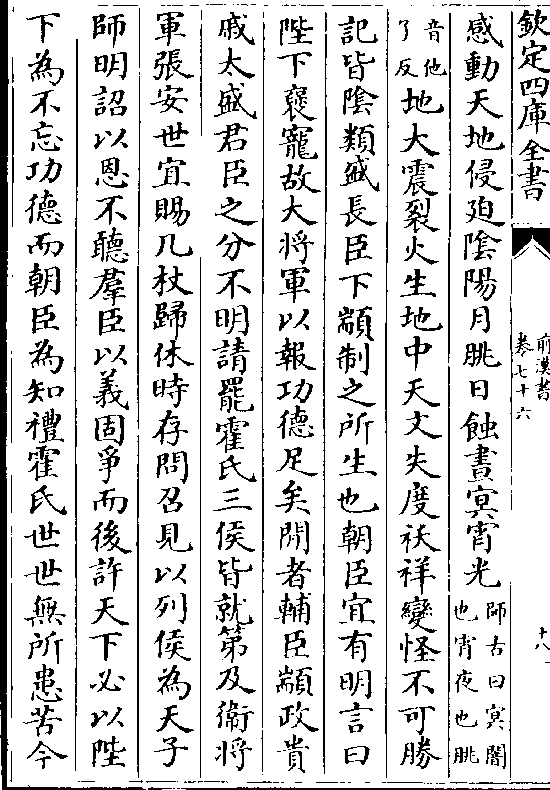 欽定四庫全書
前漢書
卷七十六
十八
感動天地侵迫陰陽月朓日蝕晝冥宵光師古曰冥闇也宵夜也朓
音他了反地大震裂火生地中天文失度袄祥變怪不可勝
記皆陰類盛長臣下顓制之所生也朝臣宜有明言曰
陛下襃寵故大將軍以報功德足矣閒者輔臣顓政貴
戚太盛君臣之分不明請罷霍氏三侯皆就第及衞將
軍張安世宜賜几杖歸休時存問召見以列侯為天子
師明詔以恩不聽羣臣以義固爭而後許天下必以陛
下為不忘功德而朝臣為知禮霍氏世世無所患苦今